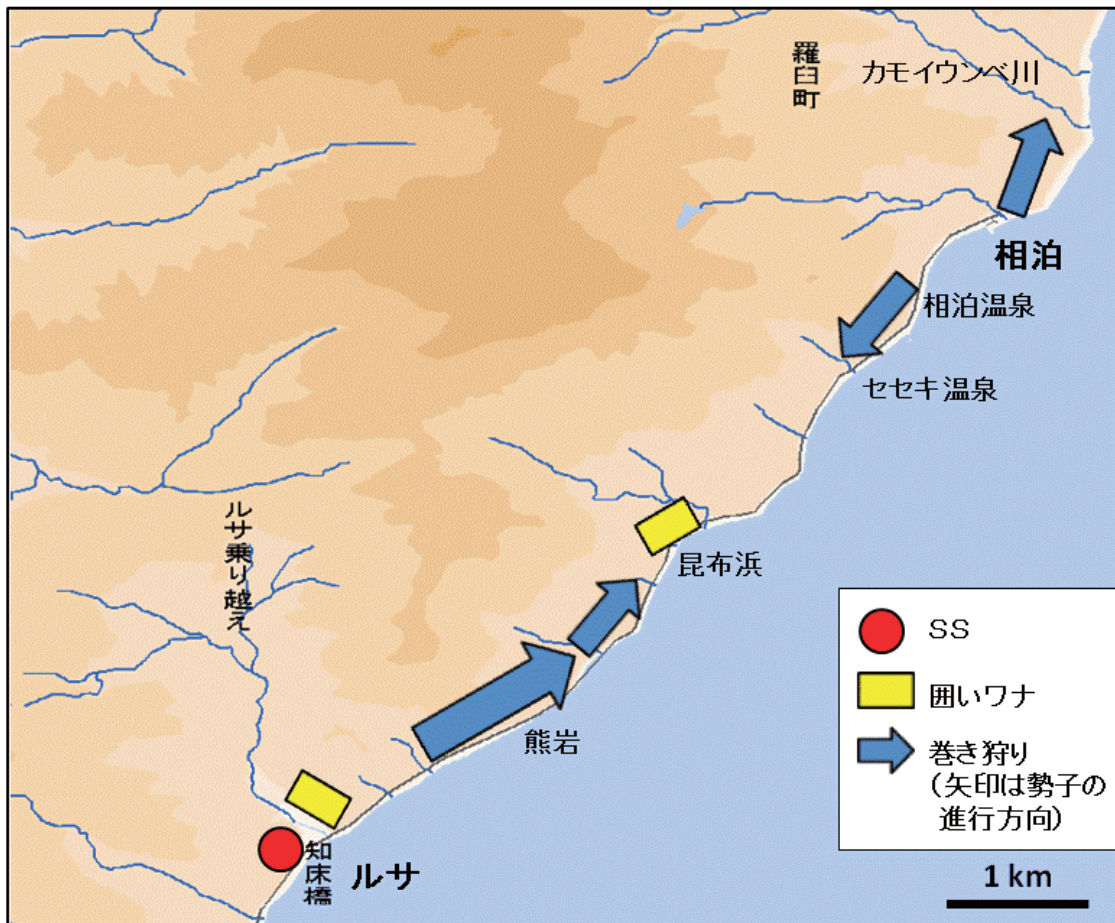 羅臼町
カモイウンベ川
相泊
相泊温泉
セセキ温泉
昆布浜
ルサ乗り越え
熊岩
知床橋
ルサ
SS
囲いワナ
巻き狩り
(矢印は勢子の
進行方向)
1 km